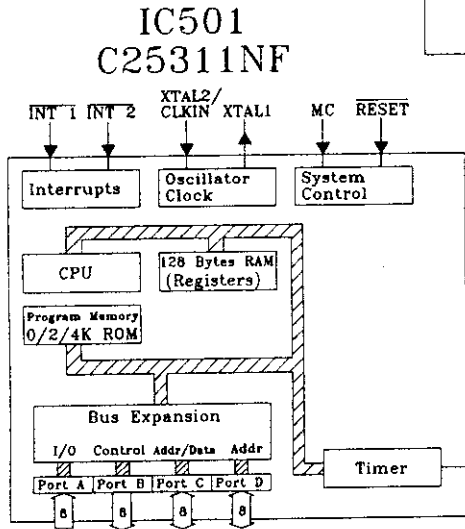 IC501
C25311NF
INT 1 INT 2 XTAL2/
CLKIN XTAL1 MC RESET
Interrupts
Oscillator
Clock
System
Control
CPU
128 Bytes RAM
(Registers)
Program Memory
0/2/4K ROM
Bus Expansion
I/O Control Addr/Data Addr
Port A Port B Port C Port D
Timer
8 8 8 8